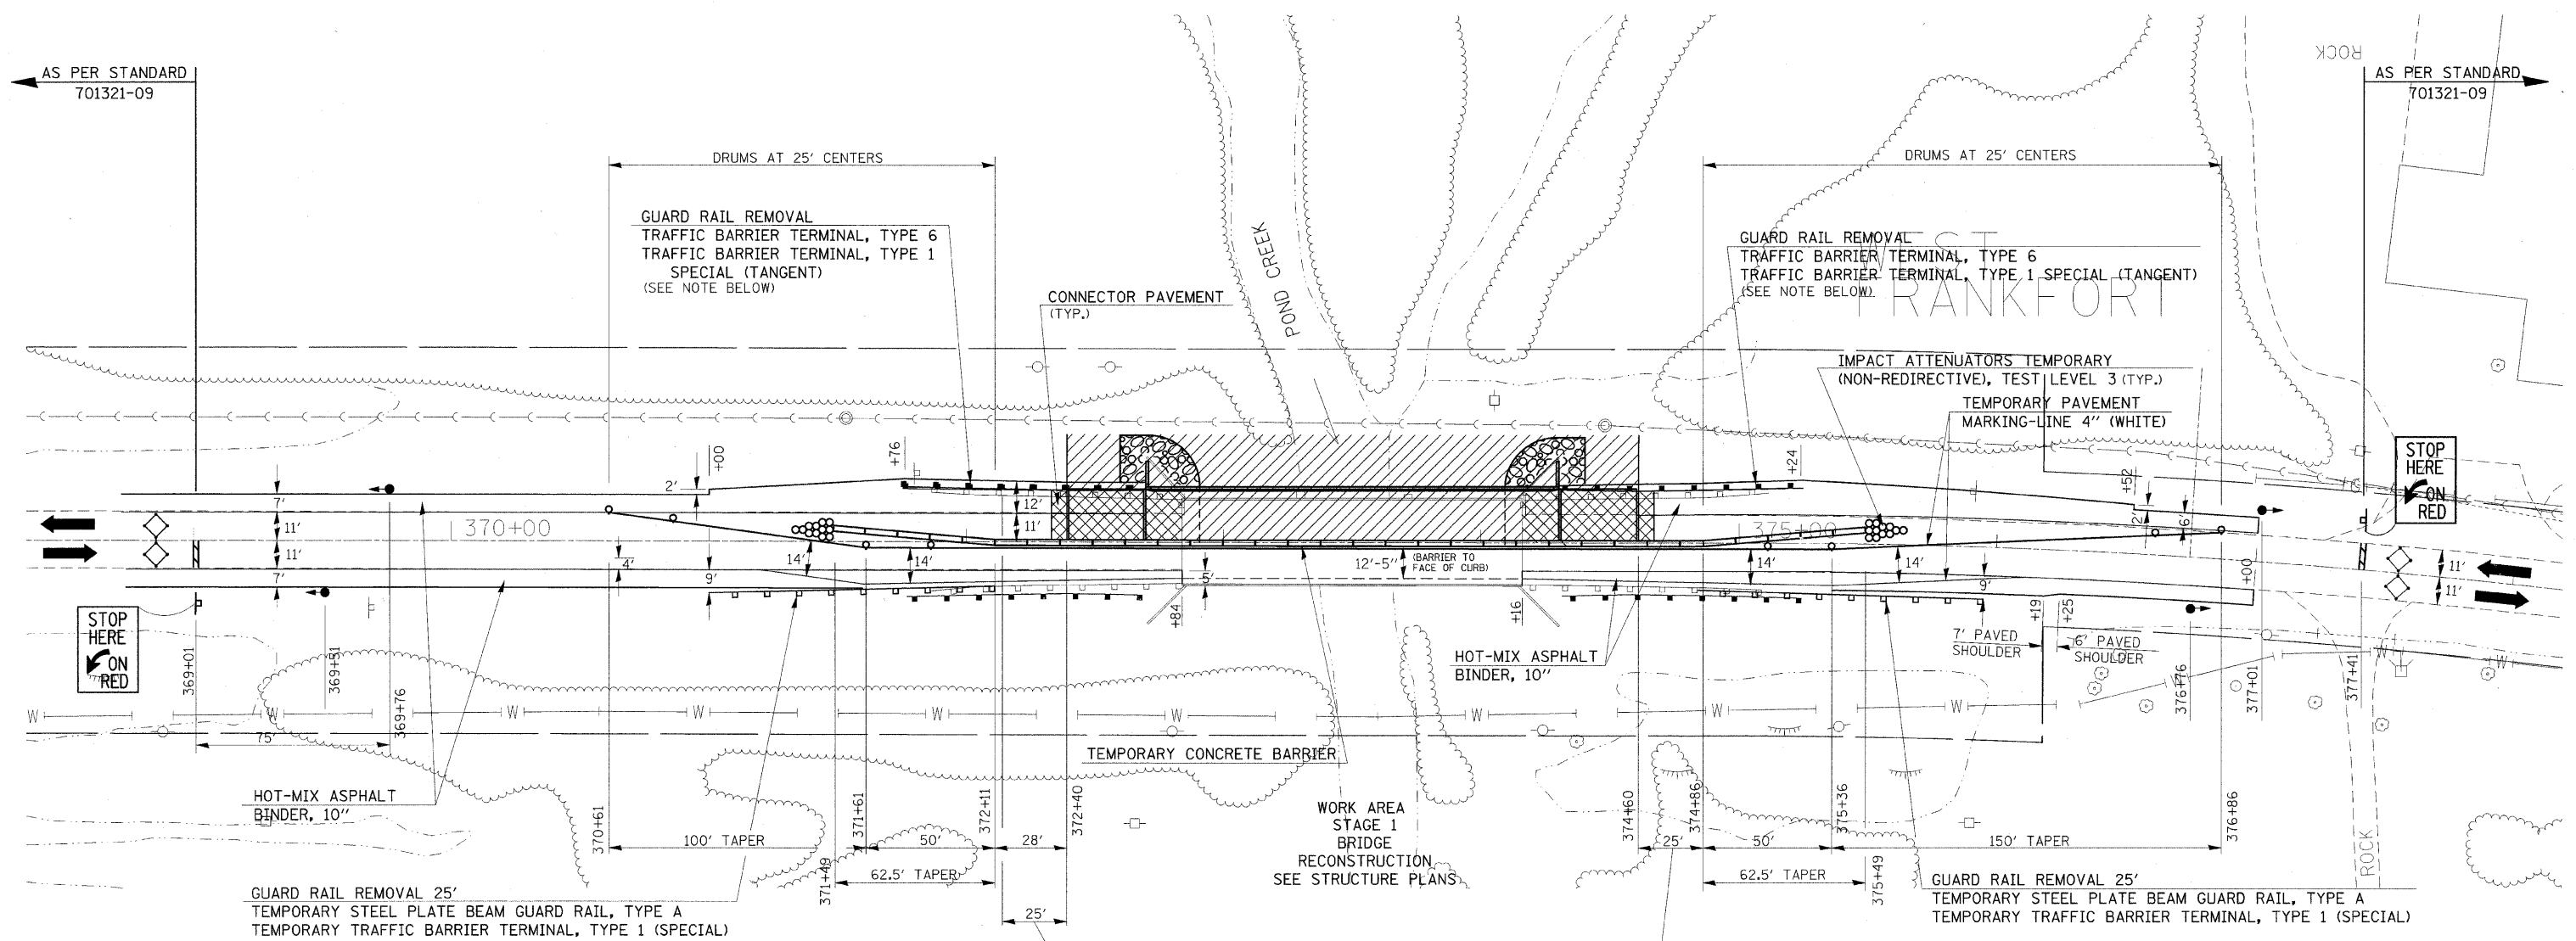 AS PER STANDARD
701321-09
ROCK
AS PER STANDARD
701321-09
DRUMS AT 25' CENTERS
DRUMS AT 25' CENTERS
GUARD RAIL REMOVAL
TRAFFIC BARRIER TERMINAL, TYPE 6
TRAFFIC BARRIER TERMINAL, TYPE 1
SPECIAL (TANGENT)
(SEE NOTE BELOW)
POND CREEK
WEST
FRANKFORT
GUARD RAIL REMOVAL
TRAFFIC BARRIER TERMINAL, TYPE 6
TRAFFIC BARRIER TERMINAL, TYPE 1 SPECIAL (TANGENT)
(SEE NOTE BELOW)
CONNECTOR PAVEMENT
(TYP.)
IMPACT ATTENUATORS TEMPORARY
(NON-REDIRECTIVE), TEST LEVEL 3 (TYP.)
TEMPORARY PAVEMENT
MARKING-LINE 4" (WHITE)
STOP
HERE
ON
RED
+00
+76
+24
+52
2'
7'
12'
11'
370+00
11'
11'
375+00
2'
6'
14'
14'
4'
7'
9'
12'-5"
(BARRIER TO
FACE OF CURB)
5'
14'
14'
9'
+00
11'
11'
STOP
HERE
ON
RED
+84
+16
+19
+25
7' PAVED
SHOULDER
6' PAVED
SHOULDER
HOT-MIX ASPHALT
BINDER, 10"
369+01
369+51
369+76
376+76
377+01
377+41
W W W W W W W W W W W
75'
TEMPORARY CONCRETE BARRIER
HOT-MIX ASPHALT
BINDER, 10"
WORK AREA
STAGE 1
BRIDGE
RECONSTRUCTION
SEE STRUCTURE PLANS
370+61
371+61
372+11
372+40
374+60
374+86
375+36
376+86
100' TAPER
50'
28'
25'
50'
150' TAPER
ROCK
371+49
62.5' TAPER
62.5' TAPER
375+49
25'
GUARD RAIL REMOVAL 25'
TEMPORARY STEEL PLATE BEAM GUARD RAIL, TYPE A
TEMPORARY TRAFFIC BARRIER TERMINAL, TYPE 1 (SPECIAL)
GUARD RAIL REMOVAL 25'
TEMPORARY STEEL PLATE BEAM GUARD RAIL, TYPE A
TEMPORARY TRAFFIC BARRIER TERMINAL, TYPE 1 (SPECIAL)